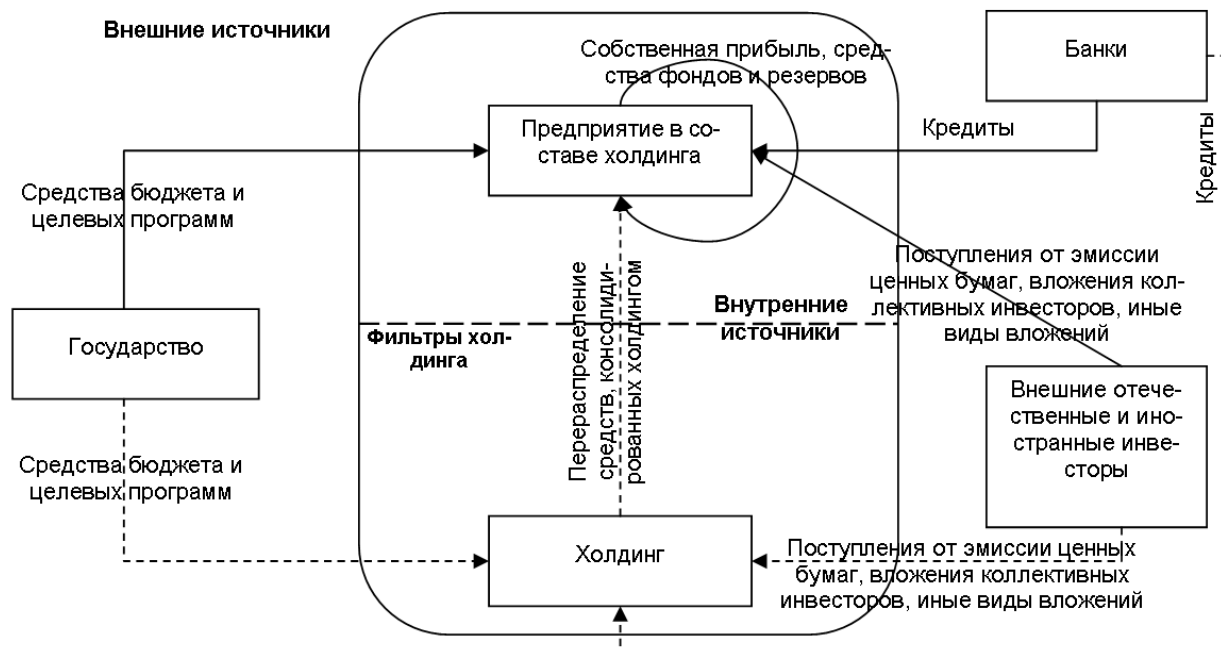 Внешние источники
Собственная прибыль, сред-
ства фондов и резервов
Банки
Предприятие в со-
ставе холдинга
Кредиты
Кредиты
Средства бюджета и
целевых программ
Поступления от эмиссии
ценных бумаг, вложения кол-
лективных инвесторов, иные
виды вложений
Перераспределение
средств, консолиди-
рованных холдингом
Внутренние
источники
Фильтры хол-
динга
Государство
Внешние отече-
ственные и ино-
странные инве-
сторы
Средства бюджета и
целевых программ
Холдинг
Поступления от эмиссии ценных
бумаг, вложения коллективных
инвесторов, иные виды вложений